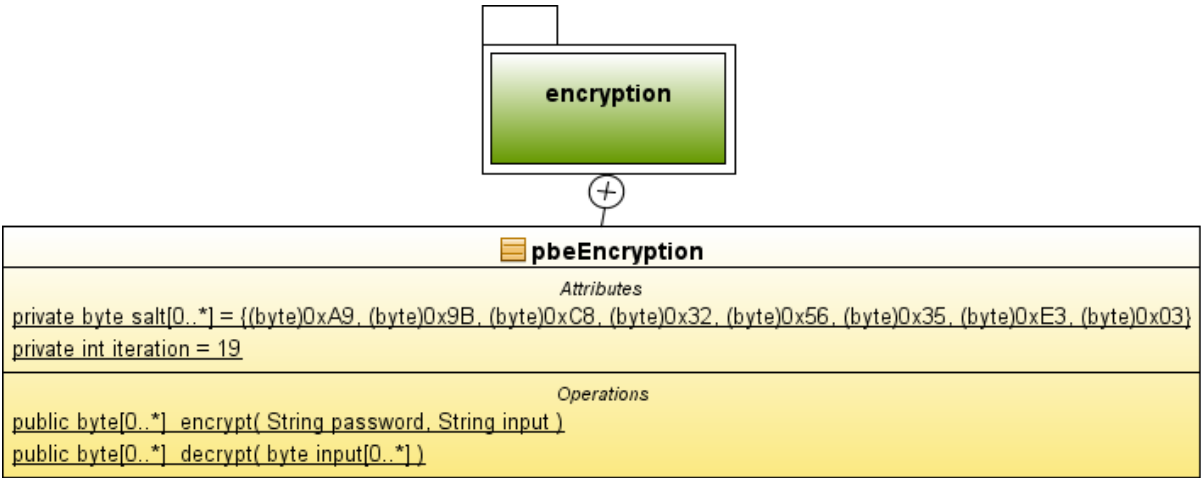 encryption
pbeEncryption
Attributes
private byte salt[0..*] = {(byte)0xA9, (byte)0x9B, (byte)0xC8, (byte)0x32, (byte)0x56, (byte)0x35, (byte)0xE3, (byte)0x03}
private int iteration = 19
Operations
public byte[0..*]  encrypt( String password, String input )
public byte[0..*]  decrypt( byte input[0..*] )